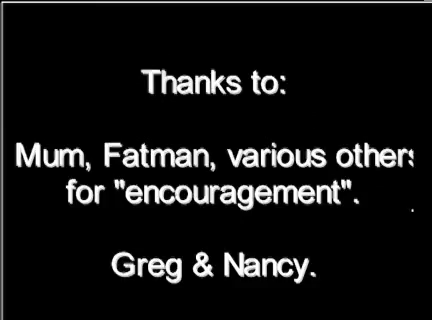 Thanks to:
Mum, Fatman, various others
for "encouragement".
Greg & Nancy.